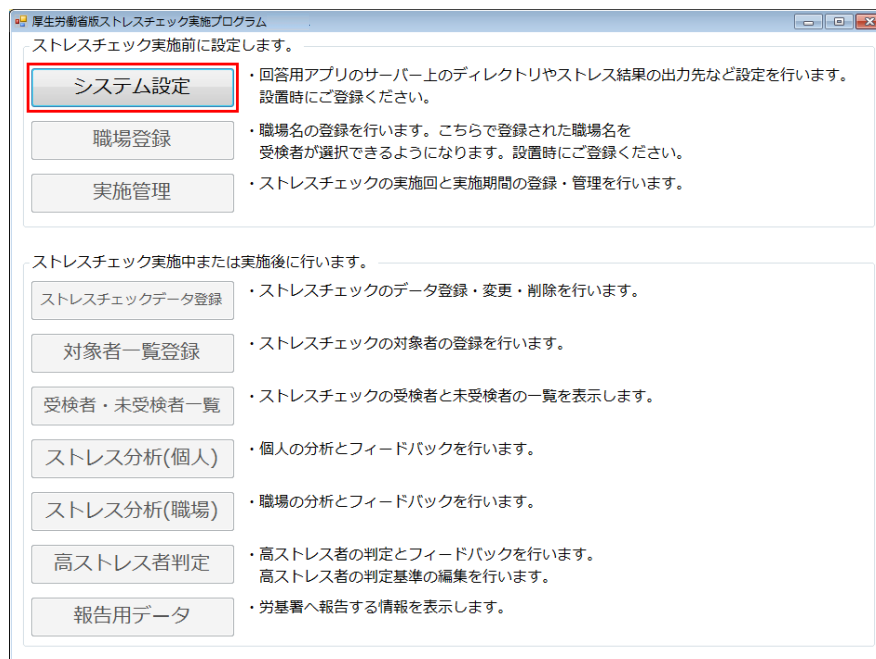 厚生労働省版ストレスチェック実施プログラム
ストレスチェック実施前に設定します。
システム設定
・回答用アプリのサーバー上のディレクトリやストレス結果の出力先など設定を行います。
設置時にご登録ください。
職場登録
・職場名の登録を行います。こちらで登録された職場名を
受検者が選択できるようになります。設置時にご登録ください。
実施管理
・ストレスチェックの実施回と実施期間の登録・管理を行います。
ストレスチェック実施中または実施後に行います。
ストレスチェックデータ登録
・ストレスチェックのデータ登録・変更・削除を行います。
対象者一覧登録
・ストレスチェックの対象者の登録を行います。
受検者・未受検者一覧
・ストレスチェックの受検者と未受検者の一覧を表示します。
ストレス分析(個人)
・個人の分析とフィードバックを行います。
ストレス分析(職場)
・職場の分析とフィードバックを行います。
高ストレス者判定
・高ストレス者の判定とフィードバックを行います。
高ストレス者の判定基準の編集を行います。
報告用データ
・労基署へ報告する情報を表示します。